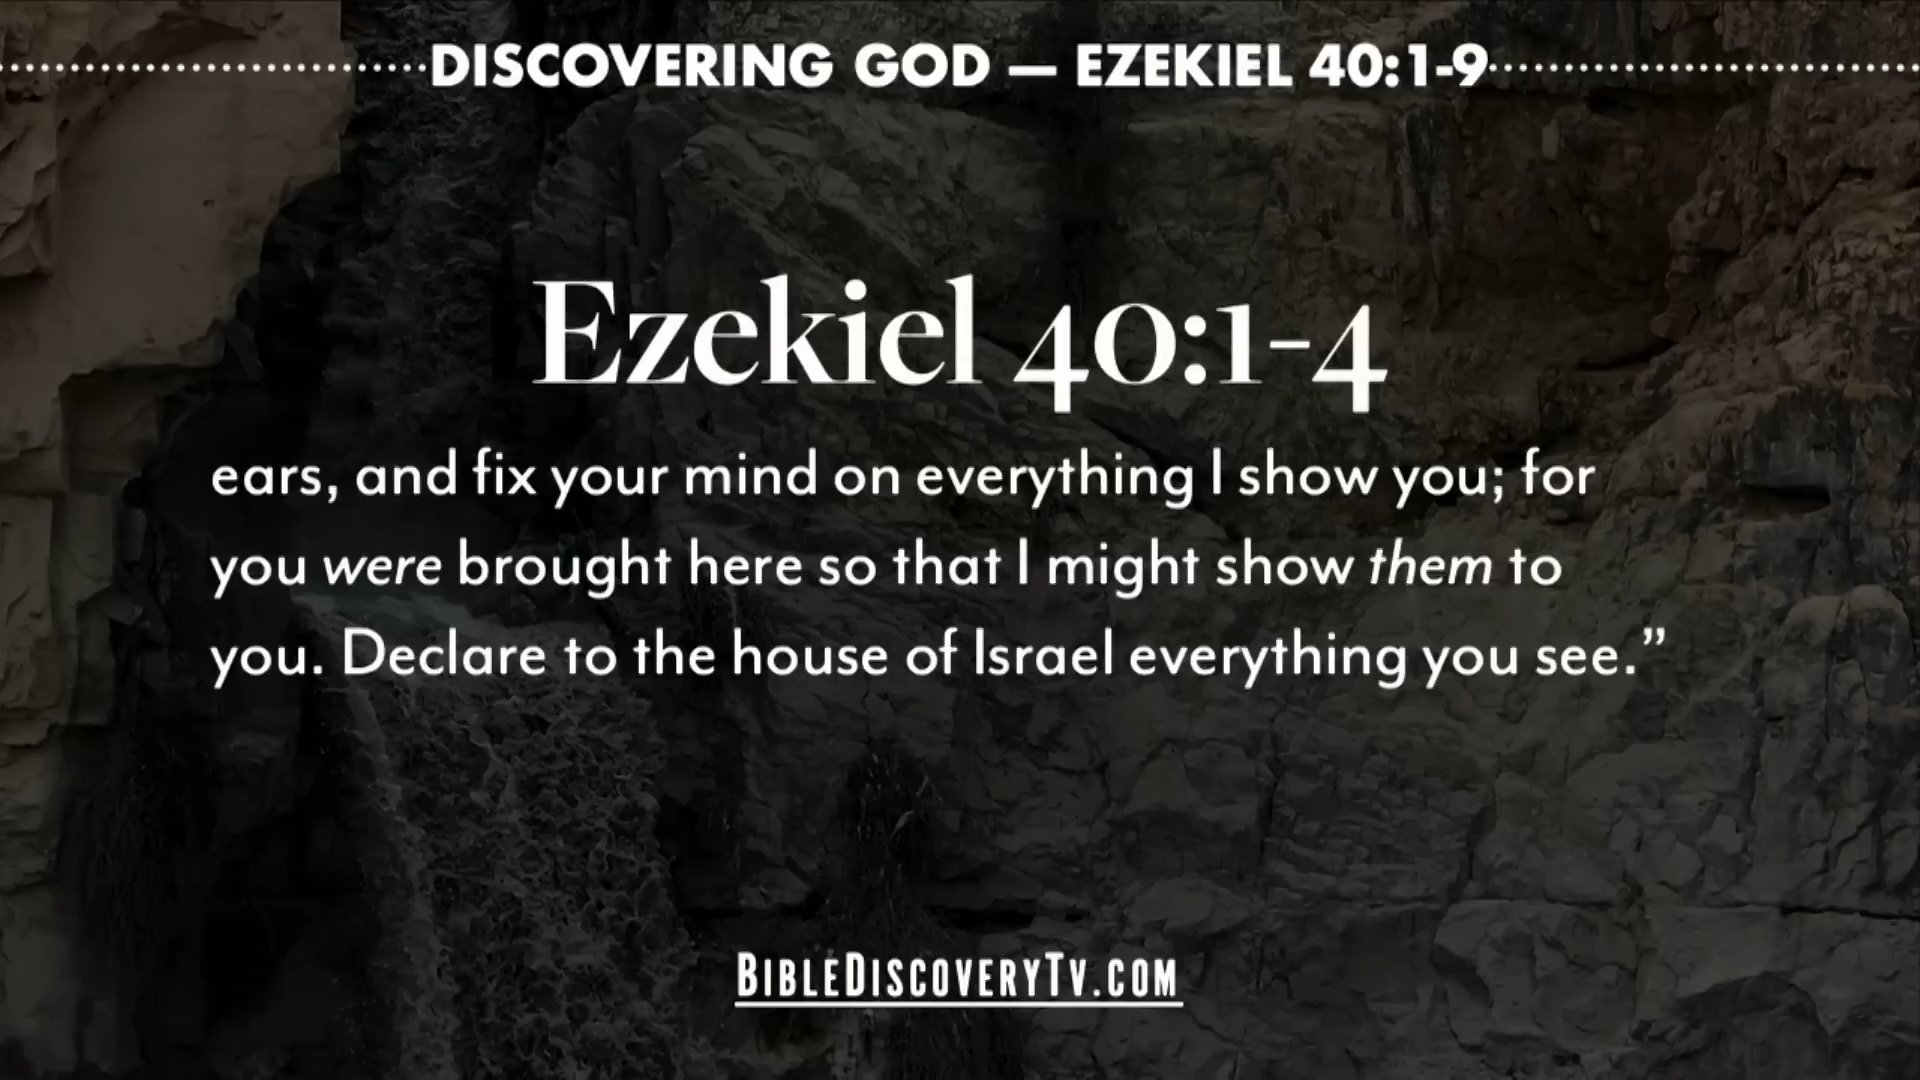 DISCOVERING GOD — EZEKIEL 40:1-9
Ezekiel 40:1-4
ears, and fix your mind on everything I show you; for
you were brought here so that I might show them to
you. Declare to the house of Israel everything you see.”
BIBLEDISCOVERYTV.COM